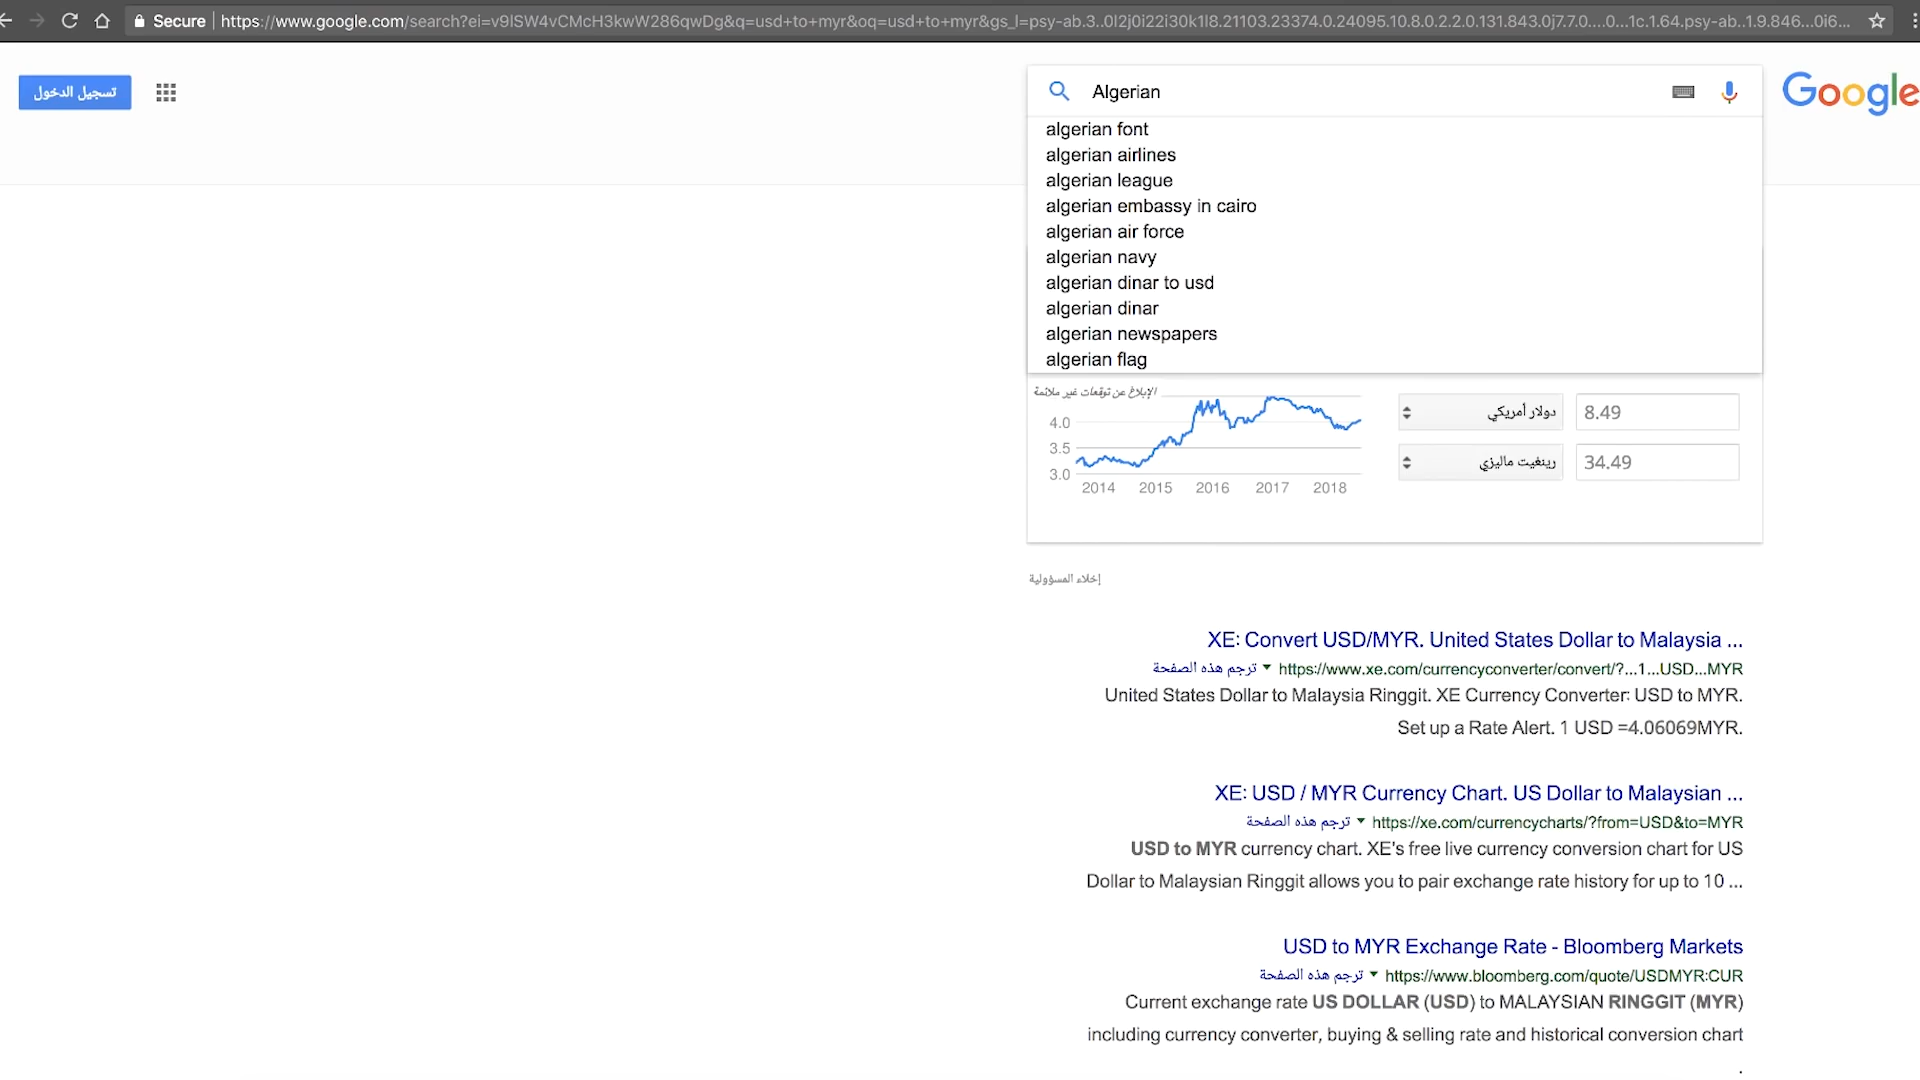 Secure
https://www.google.com/search?ei=v9lSW4vCMcH3kwW286qwDg&q=usd+to+myr&oq=usd+to+myr&gs_l=psy-ab.3..0l2j0i22i30k1l8.21103.23374.0.24095.10.8.0.2.2.0.131.843.0j7.7.0....0...1c.1.64.psy-ab..1.9.846...0i6...
تسجيل الدخول
Algerian
Google
algerian font
algerian airlines
algerian league
algerian embassy in cairo
algerian air force
algerian navy
algerian dinar to usd
algerian dinar
algerian newspapers
algerian flag
الإبلاغ عن توقعات غير ملائمة
4.0
3.5
3.0
2014 2015 2016 2017 2018
دولار أمريكي 8.49
رينغيت ماليزي 34.49
إخلاء المسؤولية
XE: Convert USD/MYR. United States Dollar to Malaysia ...
https://www.xe.com/currencyconverter/convert/?...1...USD...MYR ترجم هذه الصفحة
United States Dollar to Malaysia Ringgit. XE Currency Converter: USD to MYR.
Set up a Rate Alert. 1 USD =4.06069MYR.
XE: USD / MYR Currency Chart. US Dollar to Malaysian ...
https://xe.com/currencycharts/?from=USD&to=MYR ترجم هذه الصفحة
USD to MYR currency chart. XE's free live currency conversion chart for US
Dollar to Malaysian Ringgit allows you to pair exchange rate history for up to 10 ...
USD to MYR Exchange Rate - Bloomberg Markets
https://www.bloomberg.com/quote/USDMYR:CUR ترجم هذه الصفحة
Current exchange rate US DOLLAR (USD) to MALAYSIAN RINGGIT (MYR)
including currency converter, buying & selling rate and historical conversion chart
.